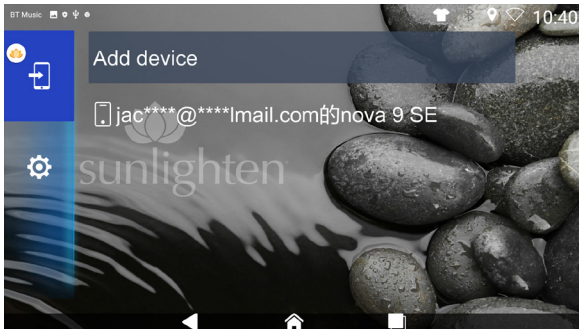 BT Music
10:40
Add device
jac****@****lmail.com的nova 9 SE
sunlighten